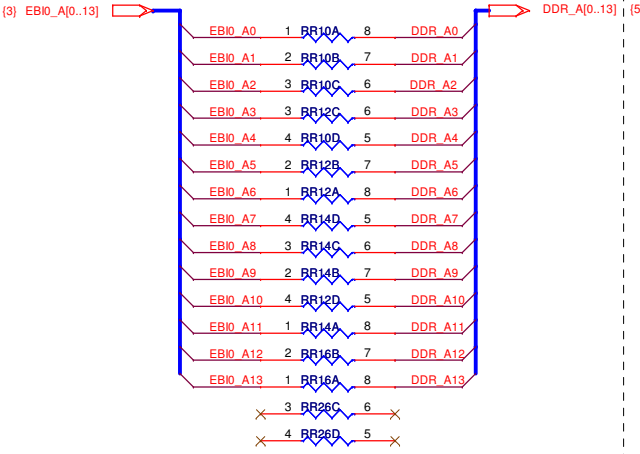 {3} EBI0_A[0..13] DDR_A[0..13] {5
EBI0_A0 1 RR10A 8 DDR_A0
EBI0_A1 2 RR10B 7 DDR_A1
EBI0_A2 3 RR10C 6 DDR_A2
EBI0_A3 3 RR12C 6 DDR_A3
EBI0_A4 4 RR10D 5 DDR_A4
EBI0_A5 2 RR12B 7 DDR_A5
EBI0_A6 1 RR12A 8 DDR_A6
EBI0_A7 4 RR14D 5 DDR_A7
EBI0_A8 3 RR14C 6 DDR_A8
EBI0_A9 2 RR14B 7 DDR_A9
EBI0_A10 4 RR12D 5 DDR_A10
EBI0_A11 1 RR14A 8 DDR_A11
EBI0_A12 2 RR16B 7 DDR_A12
EBI0_A13 1 RR16A 8 DDR_A13
3 RR26C 6
4 RR26D 5